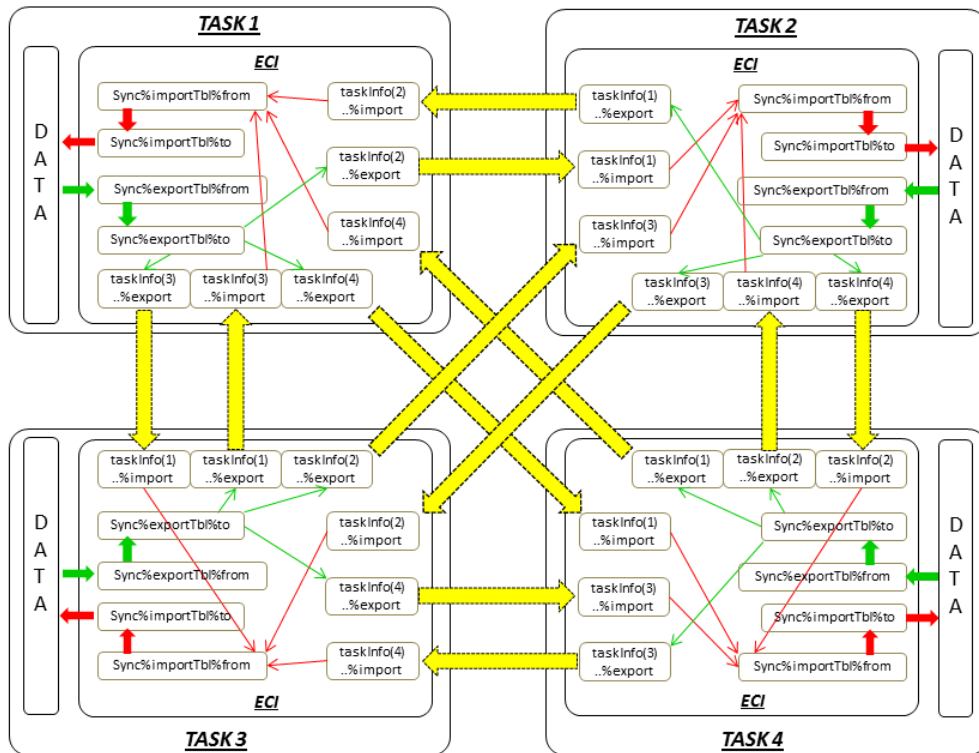 TASK 1
ECI
D
A
T
A
Sync%importTbl%from
Sync%importTbl%to
Sync%exportTbl%from
Sync%exportTbl%to
taskInfo(2)
..%import
taskInfo(2)
..%export
taskInfo(4)
..%import
taskInfo(3)
..%export
taskInfo(3)
..%import
taskInfo(4)
..%export
TASK 2
ECI
taskInfo(1)
..%export
taskInfo(1)
..%import
taskInfo(3)
..%import
Sync%importTbl%from
Sync%importTbl%to
Sync%exportTbl%from
Sync%exportTbl%to
taskInfo(3)
..%export
taskInfo(4)
..%import
taskInfo(4)
..%export
D
A
T
A
taskInfo(1)
..%import
taskInfo(1)
..%export
taskInfo(2)
..%export
D
A
T
A
Sync%exportTbl%to
Sync%exportTbl%from
Sync%importTbl%to
Sync%importTbl%from
taskInfo(2)
..%import
taskInfo(4)
..%export
taskInfo(4)
..%import
ECI
TASK 3
taskInfo(1)
..%export
taskInfo(2)
..%export
taskInfo(2)
..%import
taskInfo(1)
..%import
taskInfo(3)
..%import
taskInfo(3)
..%export
Sync%exportTbl%to
Sync%exportTbl%from
Sync%importTbl%to
Sync%importTbl%from
D
A
T
A
ECI
TASK 4